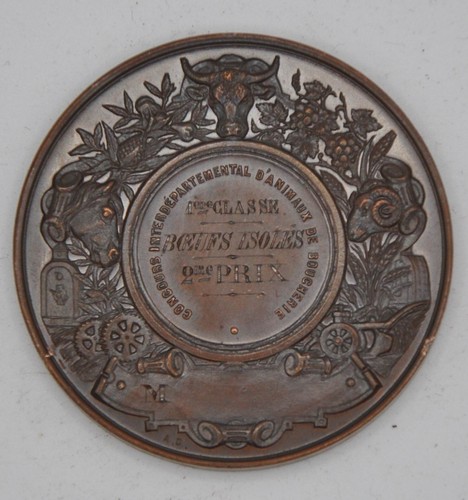 CONCOURS INTERDÉPARTEMENTAL D'ANIMAUX DE BOUCHERIE
1RE CLASSE
BŒUFS ISOLÉS
2ME PRIX
M